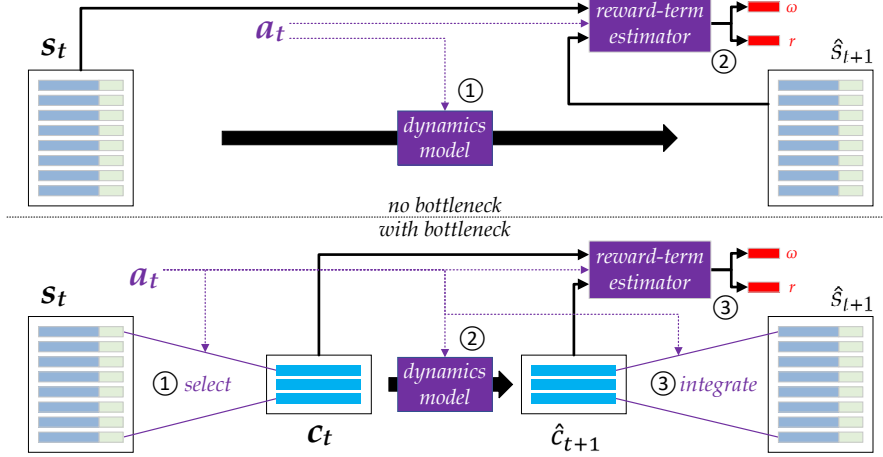 s_t
a_t
reward-term
estimator
②
ω
r
ŝ_{t+1}
①
dynamics
model
no bottleneck
with bottleneck
s_t
a_t
reward-term
estimator
③
ω
r
ŝ_{t+1}
① select
②
dynamics
model
③ integrate
c_t
ĉ_{t+1}